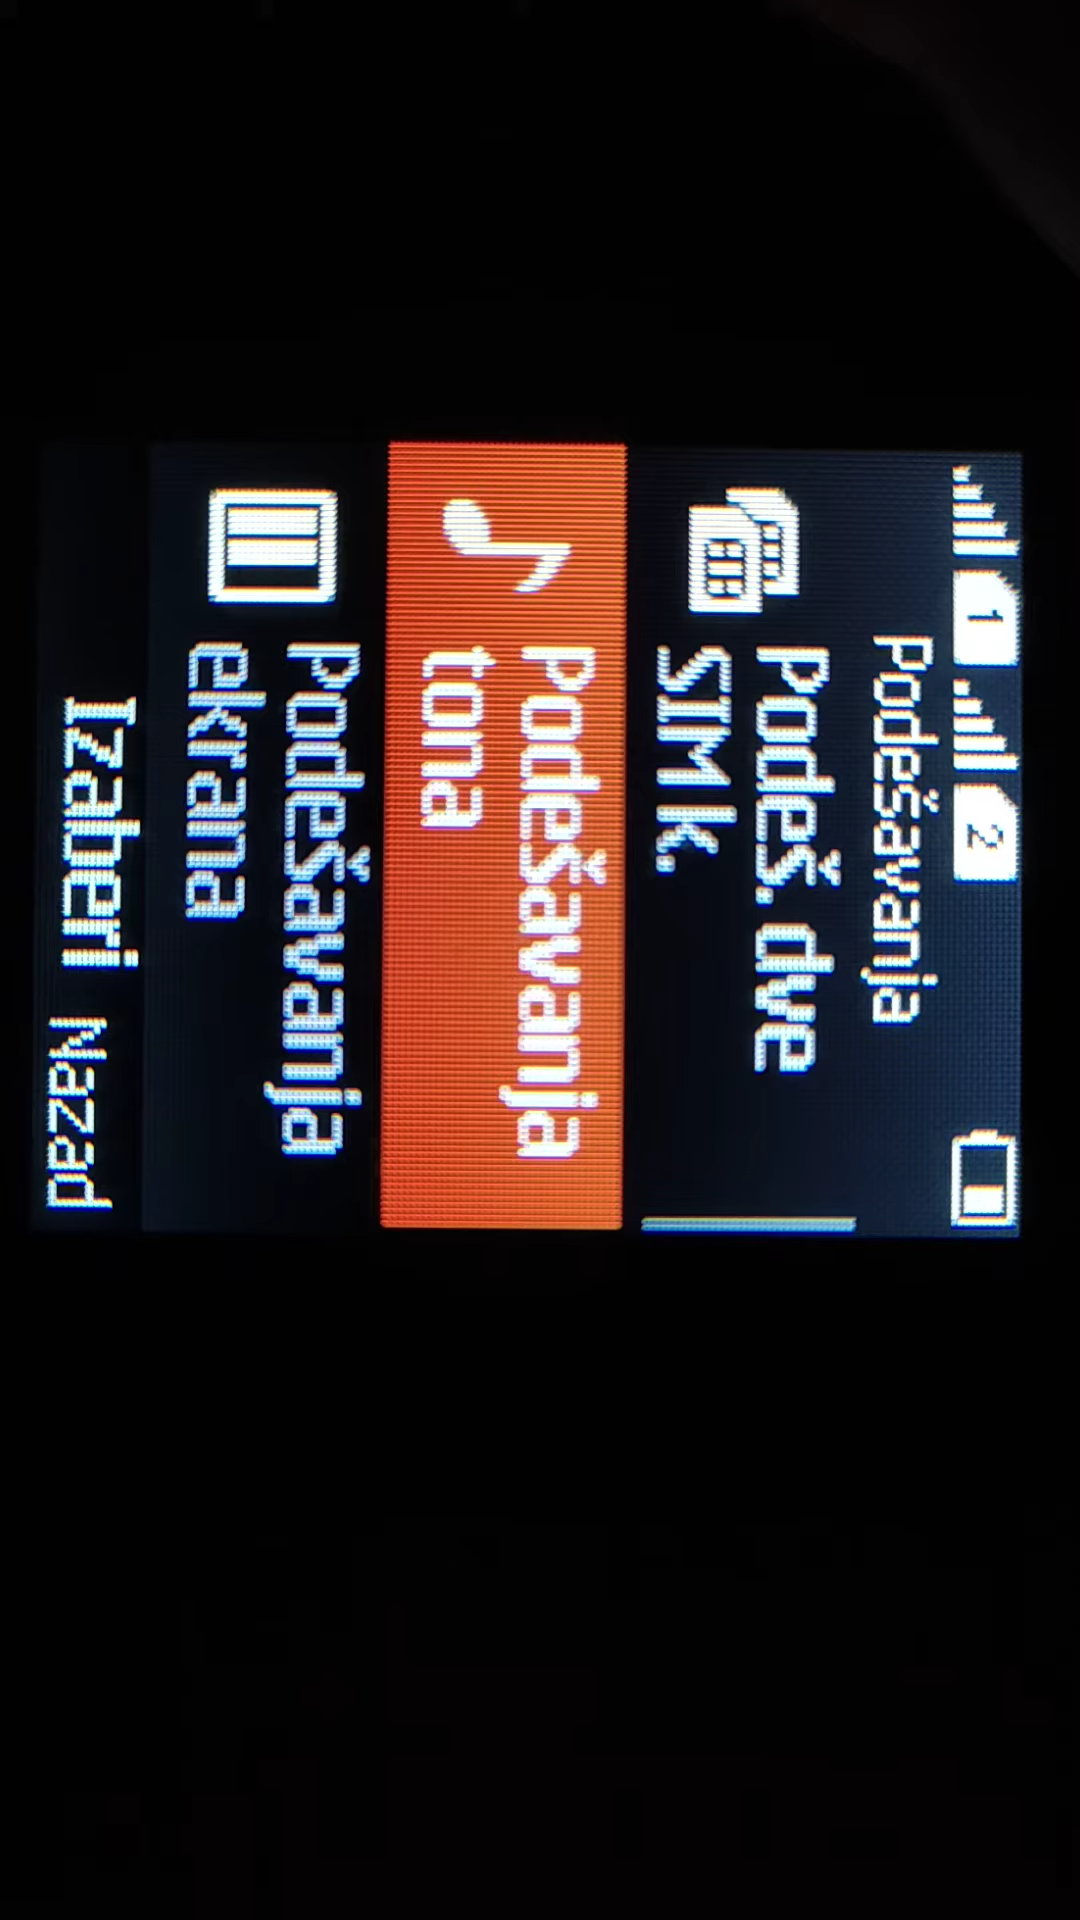 1 2
Podešavanja
Podeš. dve
SIM k.
Podešavanja
tona
Podešavanja
ekrana
Izaberi Nazad